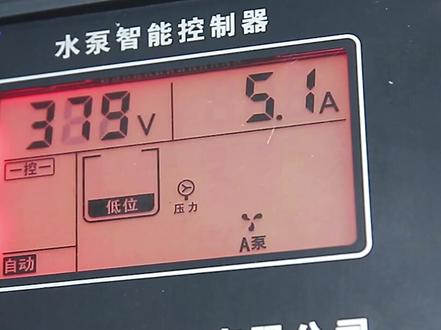 水泵智能控制器
378V 5.1A
一控一
低位
压力
A泵
自动